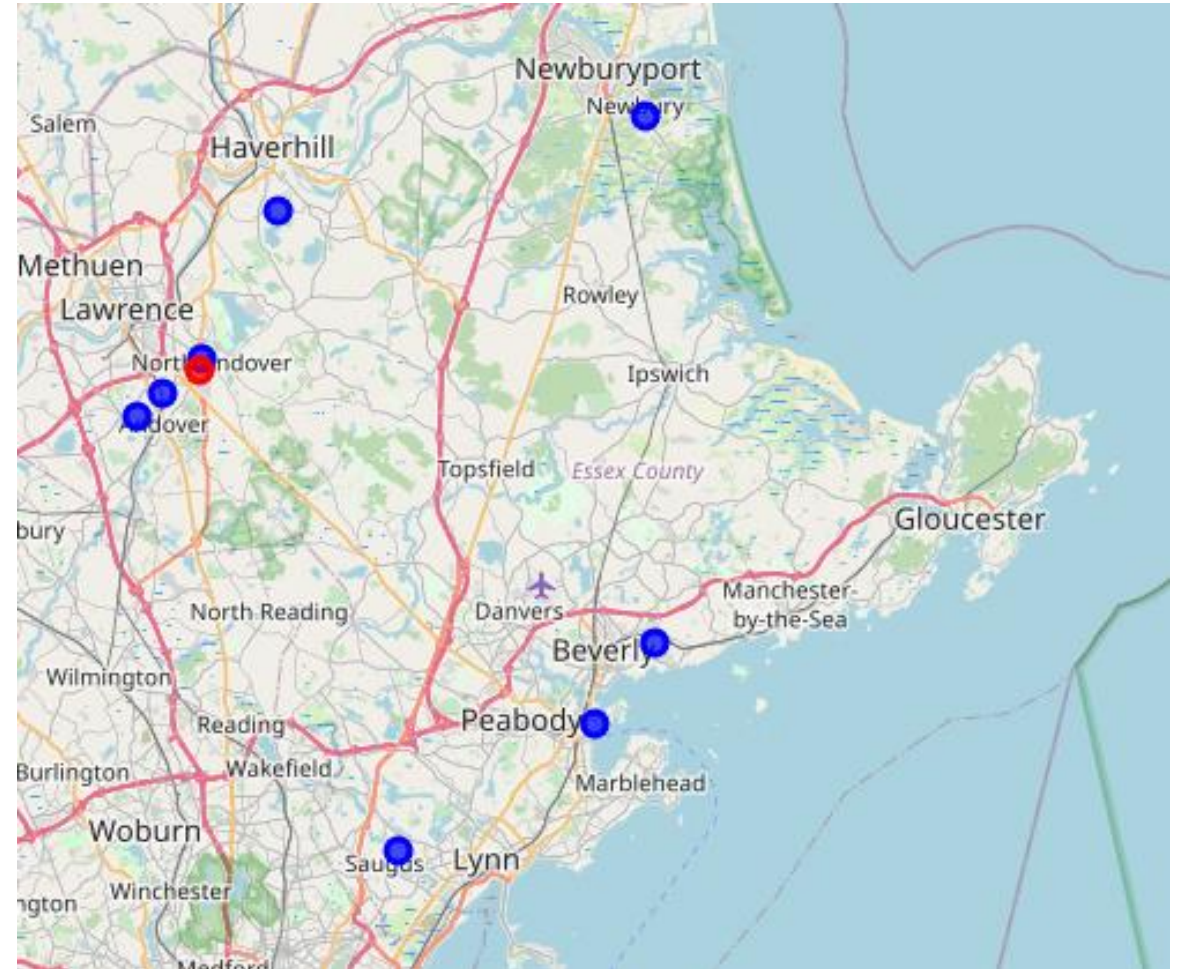 Newburyport
Newbury
Salem
Haverhill
Methuen
Lawrence
Rowley
North Andover
Ipswich
Andover
Topsfield
Essex County
Gloucester
bury
North Reading
Danvers
Manchester-
by-the-Sea
Beverly
Wilmington
Reading
Peabody
Burlington
Wakefield
Marblehead
Woburn
Saugus
Lynn
Winchester
ngton
Medford